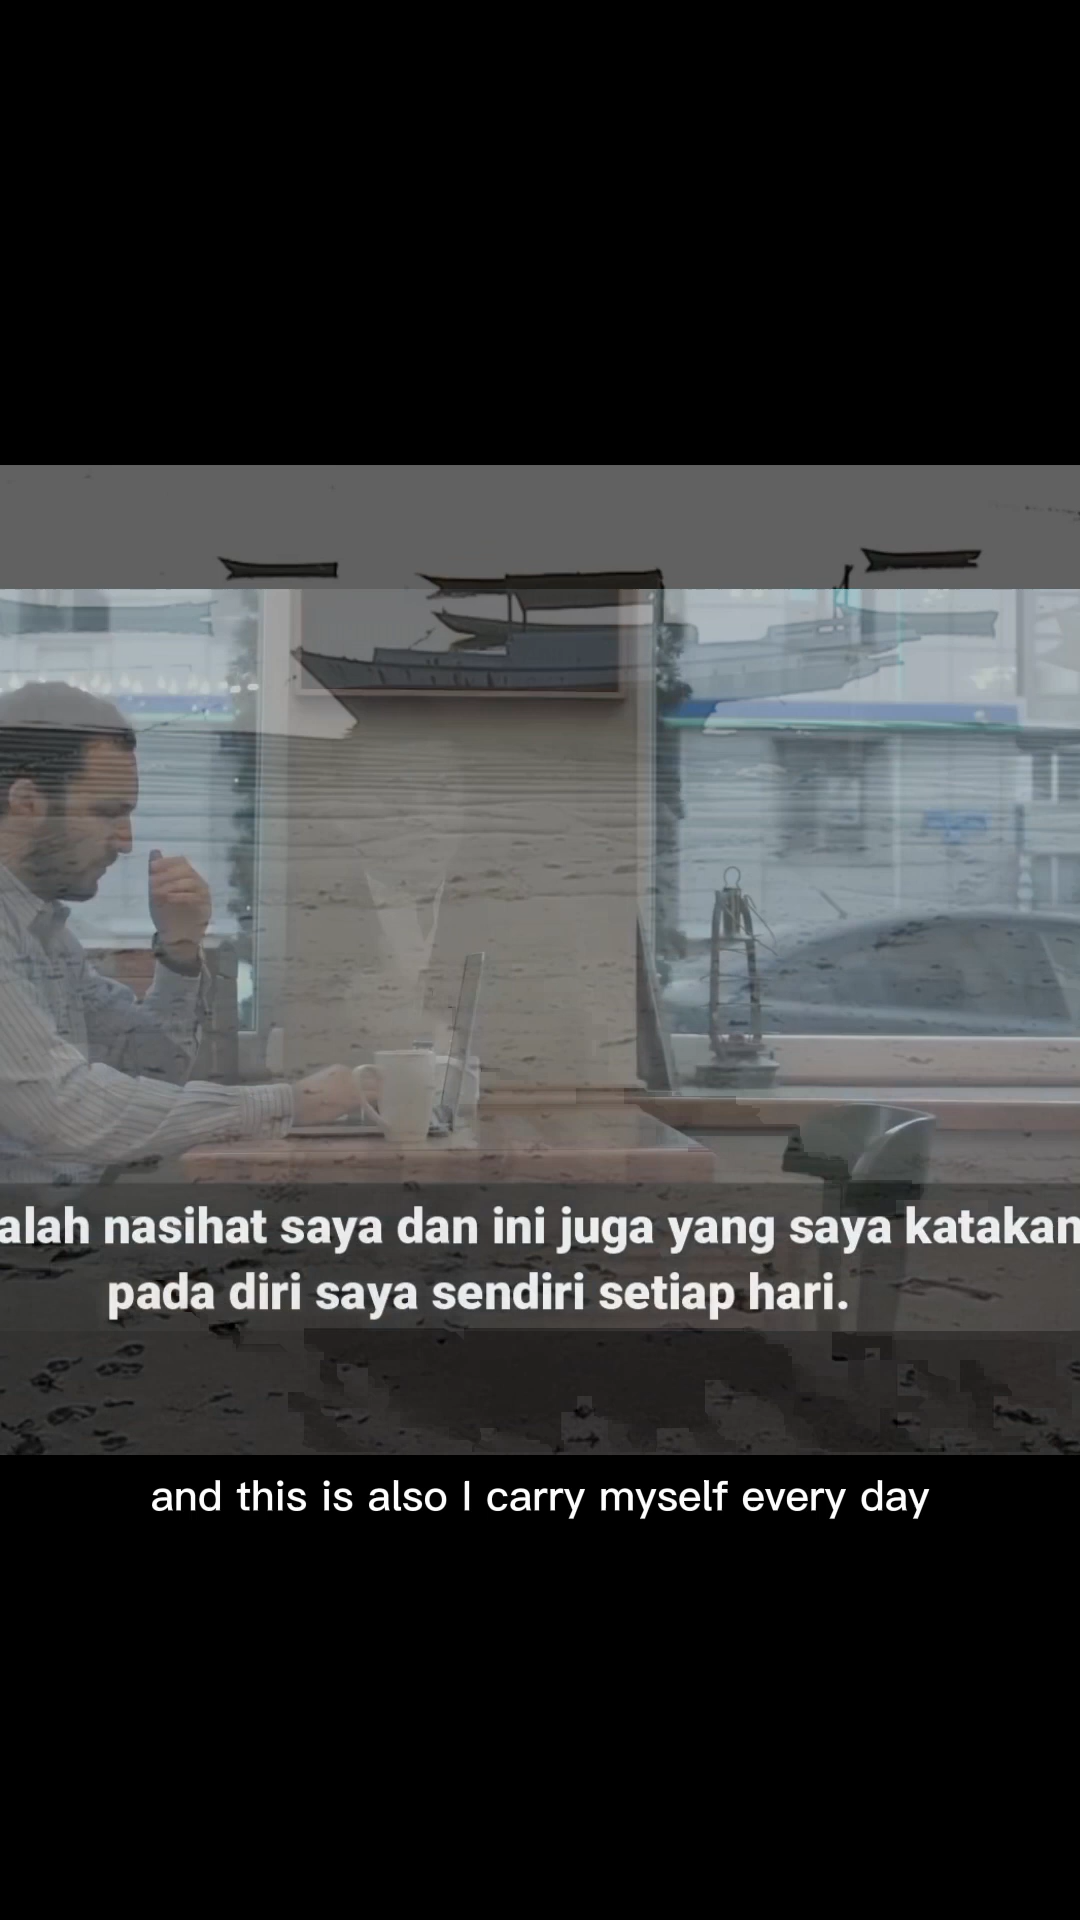 alah nasihat saya dan ini juga yang saya katakan
pada diri saya sendiri setiap hari.
and this is also I carry myself every day